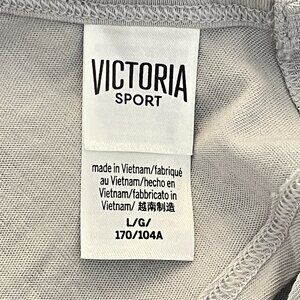 VICTORIA
SPORT
made in Vietnam/fabriqué
au Vietnam/hecho en
Vietnam/fabbricato in
Vietnam/ 越南制造
L/G/
170/104A